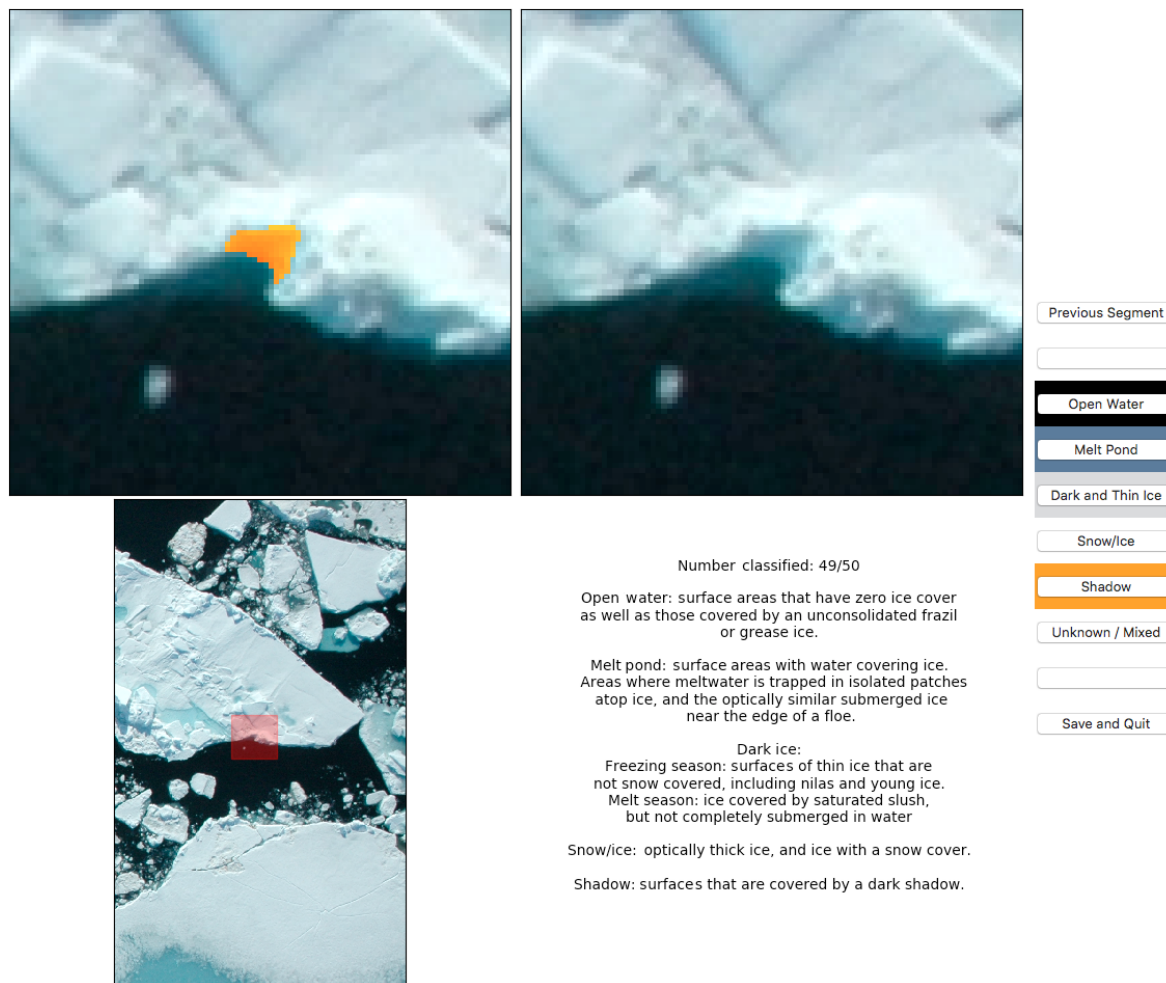 Previous Segment
Open Water
Melt Pond
Dark and Thin Ice
Snow/Ice
Shadow
Unknown / Mixed
Save and Quit
Number classified: 49/50
Open water: surface areas that have zero ice cover
as well as those covered by an unconsolidated frazil
or grease ice.
Melt pond: surface areas with water covering ice.
Areas where meltwater is trapped in isolated patches
atop ice, and the optically similar submerged ice
near the edge of a floe.
Dark ice:
Freezing season: surfaces of thin ice that are
not snow covered, including nilas and young ice.
Melt season: ice covered by saturated slush,
but not completely submerged in water
Snow/ice: optically thick ice, and ice with a snow cover.
Shadow: surfaces that are covered by a dark shadow.